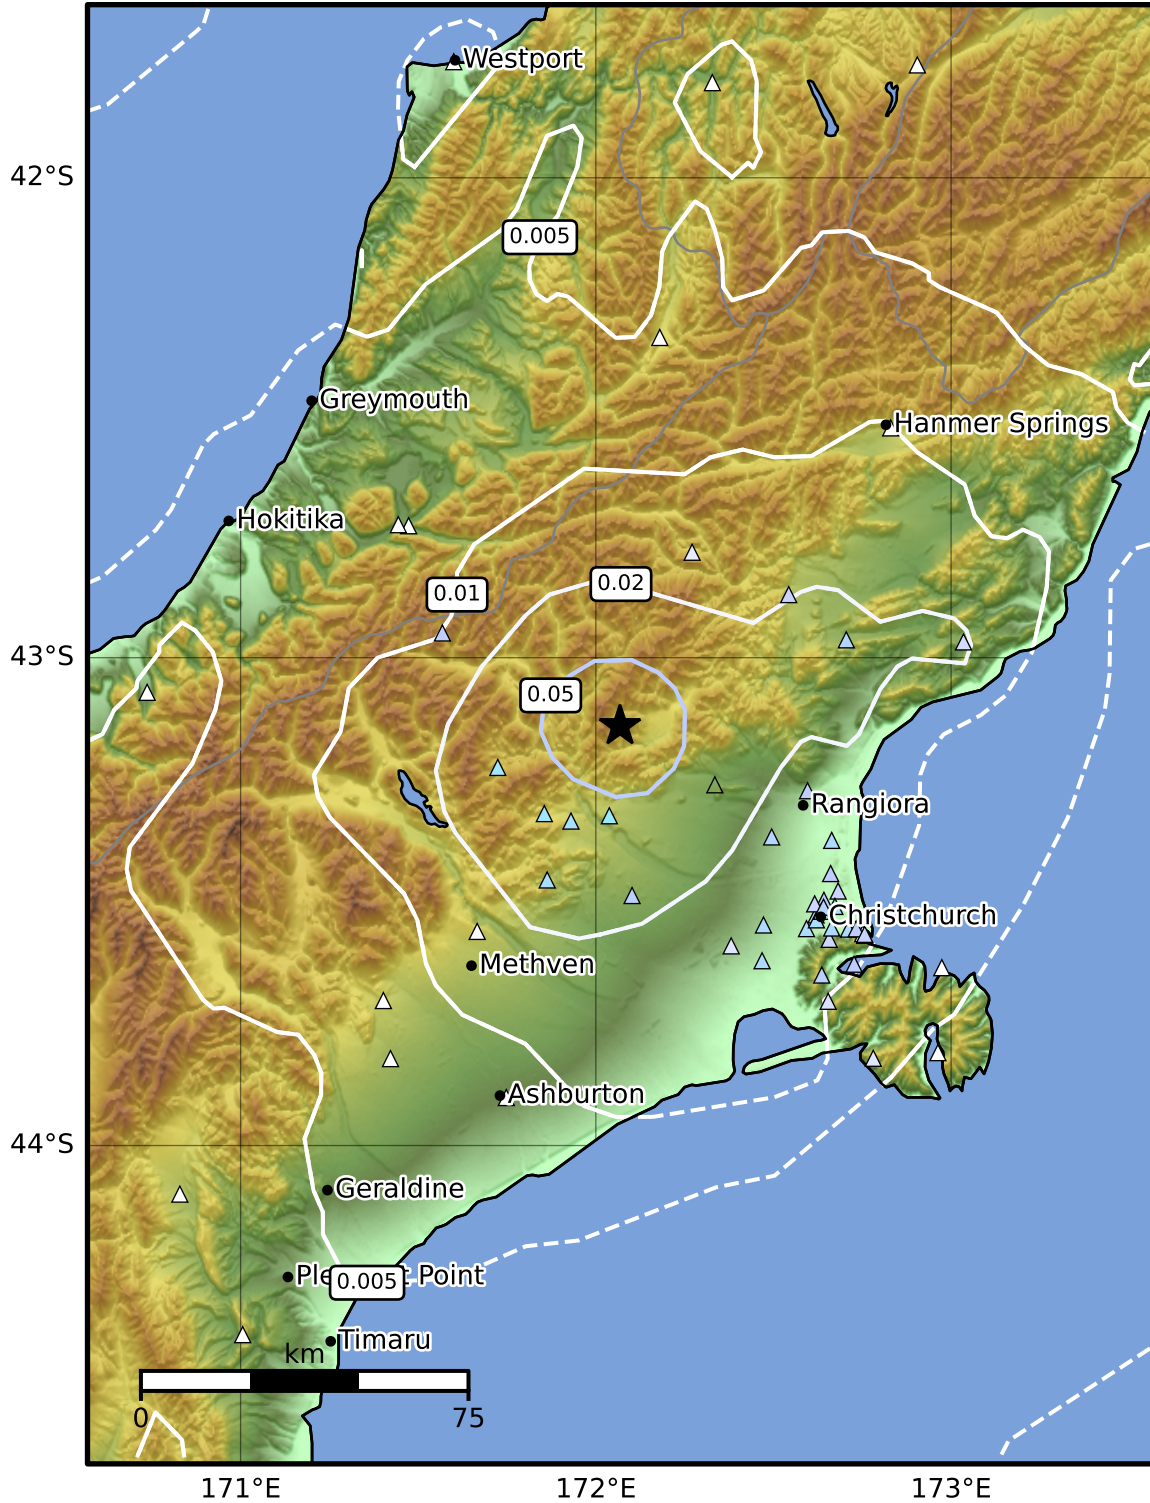 Westport
42°S
0.005
Greymouth
Hanmer Springs
Hokitika
0.01
0.02
43°S
0.05
Rangiora
Christchurch
Methven
Ashburton
44°S
Geraldine
Point
0.005
Timaru
km
0
75
171°E
172°E
173°E